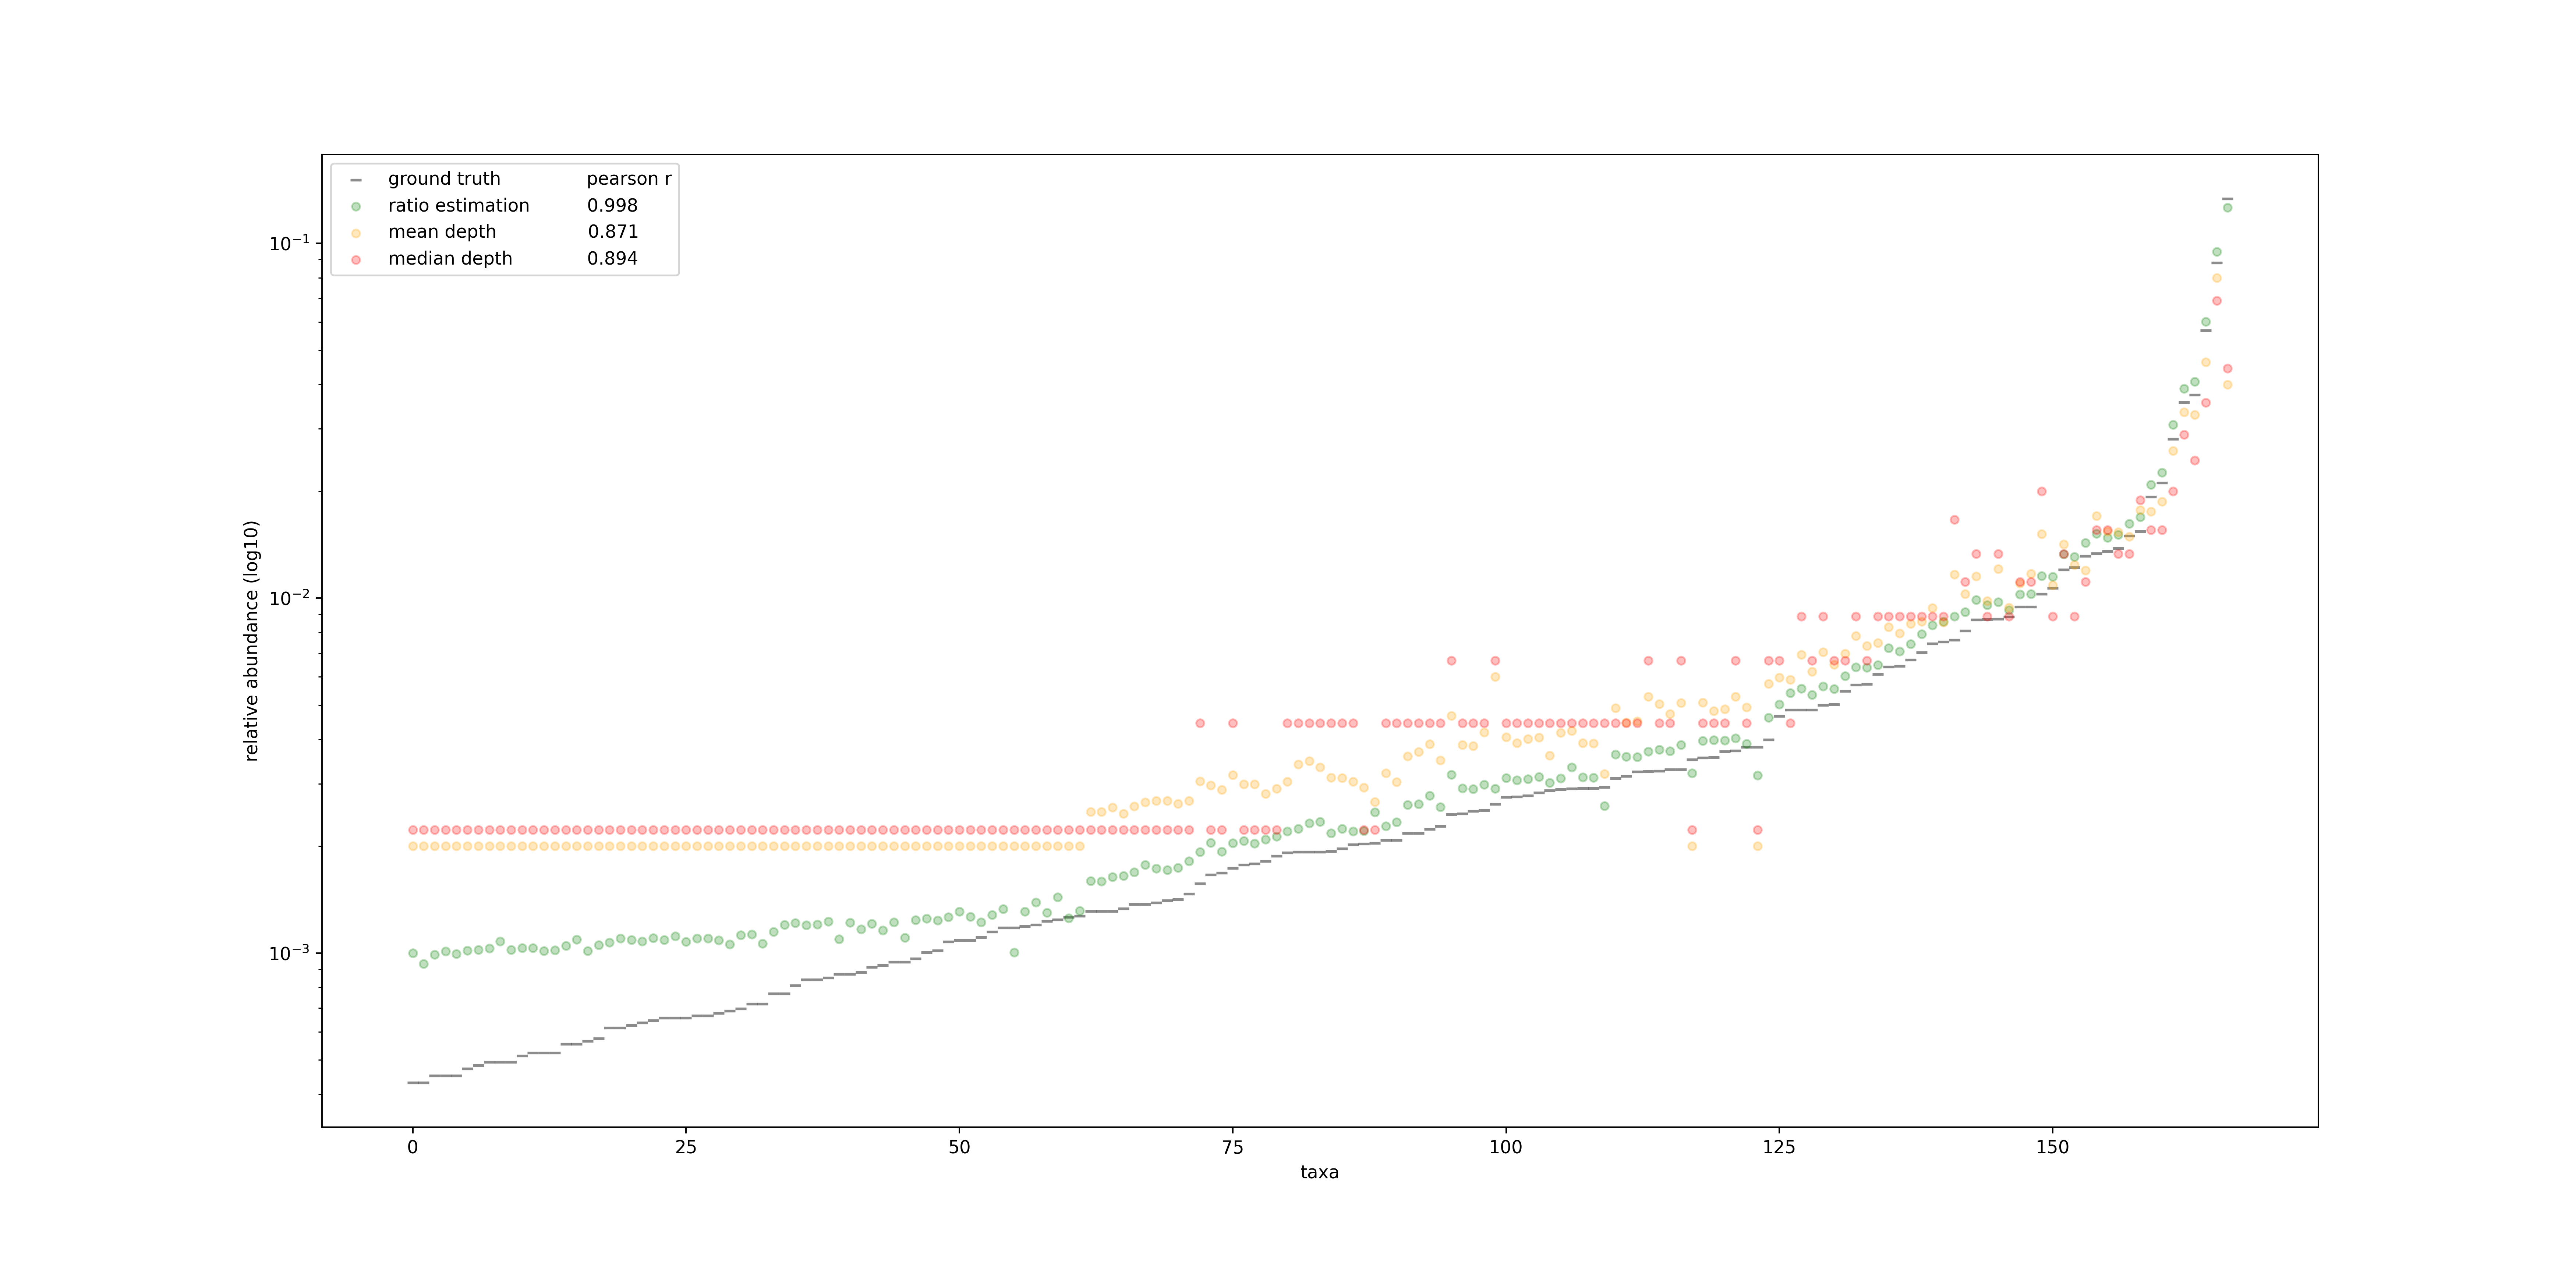 ground truth pearson r
ratio estimation 0.998
mean depth 0.871
median depth 0.894
relative abundance (log10)
10⁻¹
10⁻²
10⁻³
0 25 50 75 100 125 150
taxa